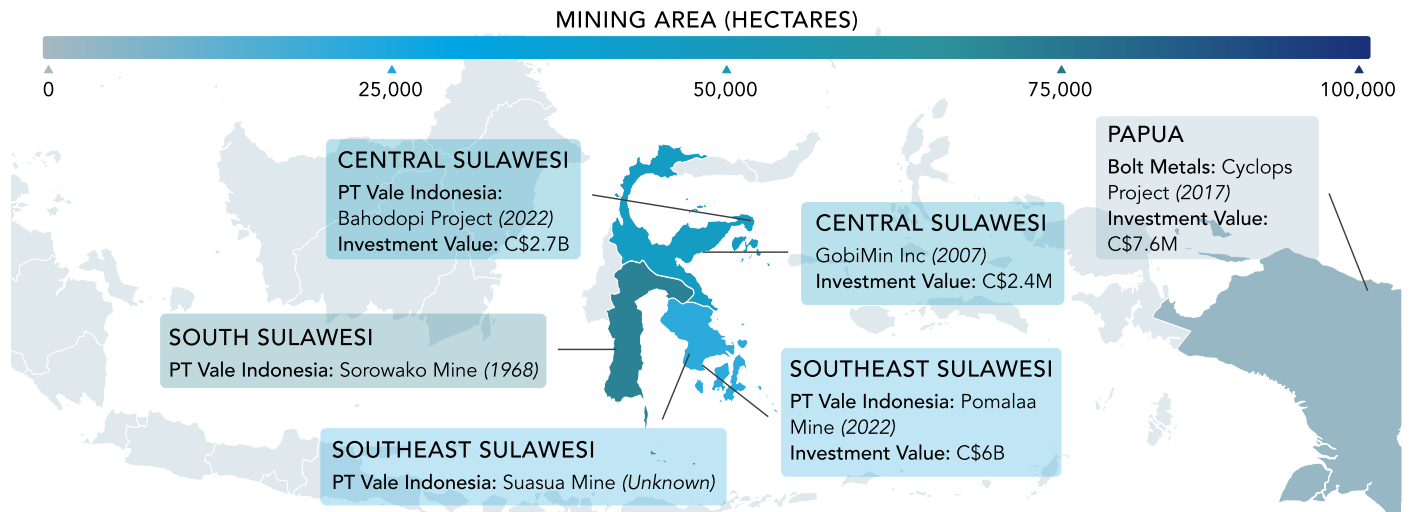 MINING AREA (HECTARES)
0
25,000
50,000
75,000
100,000
CENTRAL SULAWESI
PT Vale Indonesia:
Bahodopi Project (2022)
Investment Value: C$2.7B
PAPUA
Bolt Metals: Cyclops
Project (2017)
Investment Value:
C$7.6M
CENTRAL SULAWESI
GobiMin Inc (2007)
Investment Value: C$2.4M
SOUTH SULAWESI
PT Vale Indonesia: Sorowako Mine (1968)
SOUTHEAST SULAWESI
PT Vale Indonesia: Pomalaa
Mine (2022)
Investment Value: C$6B
SOUTHEAST SULAWESI
PT Vale Indonesia: Suasua Mine (Unknown)